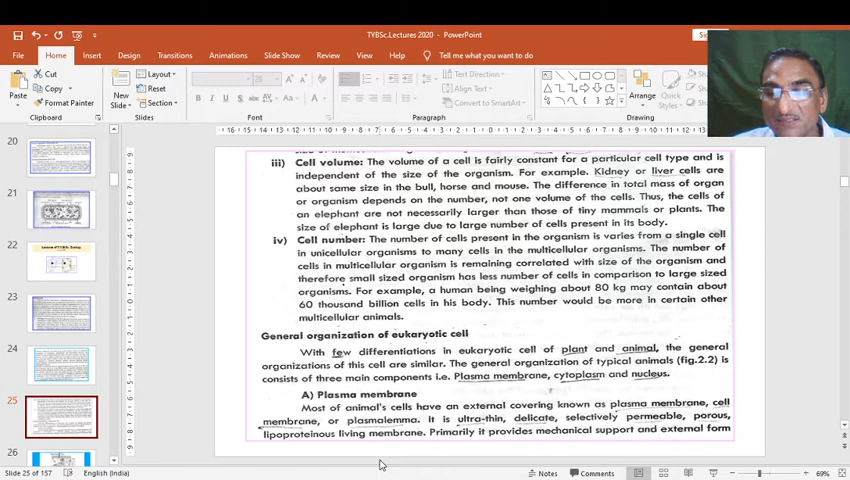 TYBSc.Lectures 2020 - PowerPoint
File Home Insert Design Transitions Animations Slide Show Review View Help Tell me what you want to do
Paste
Cut
Copy
Format Painter
Clipboard
New
Slide
Layout
Reset
Section
Slides
Font
Paragraph
Text Direction
Align Text
Convert to SmartArt
Arrange
Quick
Drawing
20
21
22
23
24
25
26
iii) Cell volume: The volume of a cell is fairly constant for a particular cell type and is
independent of the size of the organism. For example. Kidney or liver cells are
about same size in the bull, horse and mouse. The difference in total mass of organ
or organism depends on the number, not one volume of the cells. Thus, the cells of
an elephant are not necessarily larger than those of tiny mammals or plants. The
size of elephant is large due to large number of cells present in its body.
iv) Cell number: The number of cells present in the organism is varies from a single cell
in unicellular organisms to many cells in the multicellular organisms. The number of
cells in multicellular organism is remaining correlated with size of the organism and
therefore small sized organism has less number of cells in comparison to large sized
organisms. For example, a human being weighing about 80 kg may contain about
60 thousand billion cells in his body. This number would be more in certain other
multicellular animals.
General organization of eukaryotic cell
With few differentiations in eukaryotic cell of plant and animal, the general
organizations of this cell are similar. The general organization of typical animals (fig.2.2) is
consists of three main components i.e. Plasma membrane, cytoplasm and nucleus.
A) Plasma membrane
Most of animal's cells have an external covering known as plasma membrane, cell
membrane, or plasmalemma. It is ultra-thin, delicate, selectively permeable, porous,
lipoproteinous living membrane. Primarily it provides mechanical support and external form
Slide 25 of 157 English (India) Notes Comments 69%